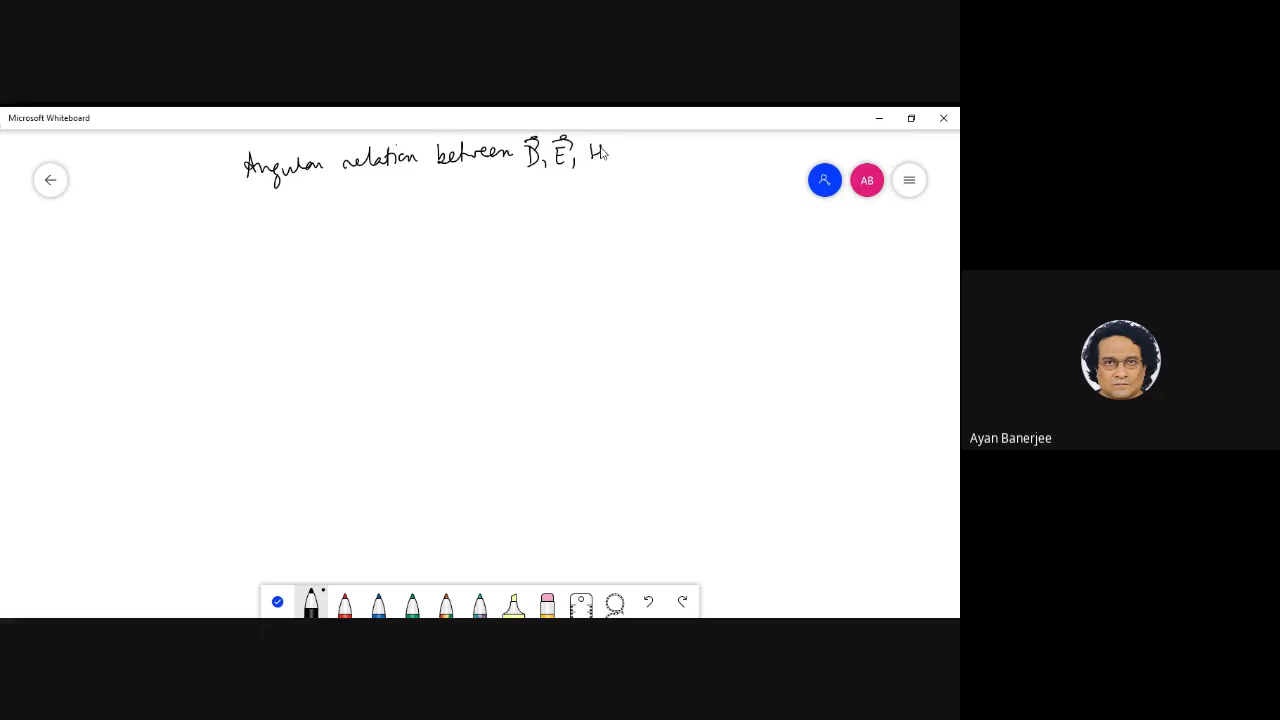 Microsoft Whiteboard
Angular relation between D⃗, E⃗, H
AB
Ayan Banerjee